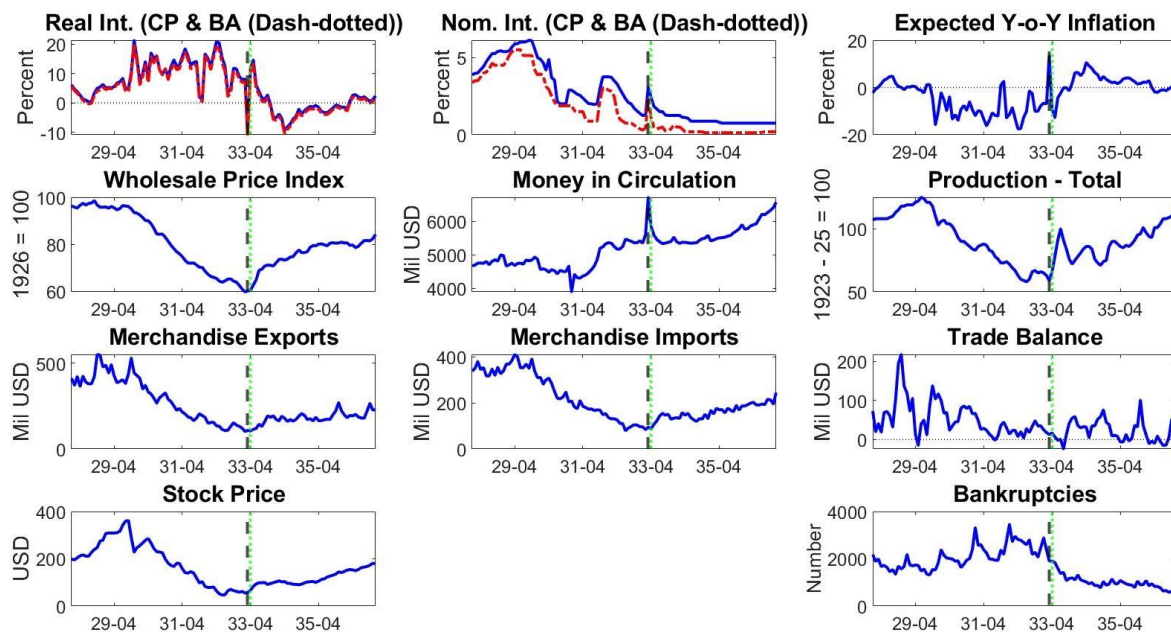 Real Int. (CP & BA (Dash-dotted))
Percent
20
10
0
-10
29-04 31-04 33-04 35-04
Nom. Int. (CP & BA (Dash-dotted))
Percent
5
0
29-04 31-04 33-04 35-04
Expected Y-o-Y Inflation
Percent
20
0
-20
29-04 31-04 33-04 35-04
Wholesale Price Index
1926 = 100
100
80
60
29-04 31-04 33-04 35-04
Money in Circulation
Mil USD
6000
5000
4000
29-04 31-04 33-04 35-04
Production - Total
1923 - 25 = 100
100
50
29-04 31-04 33-04 35-04
Merchandise Exports
Mil USD
500
0
29-04 31-04 33-04 35-04
Merchandise Imports
Mil USD
400
200
0
29-04 31-04 33-04 35-04
Trade Balance
Mil USD
200
100
0
29-04 31-04 33-04 35-04
Stock Price
USD
400
200
0
29-04 31-04 33-04 35-04
Bankruptcies
Number
4000
2000
0
29-04 31-04 33-04 35-04